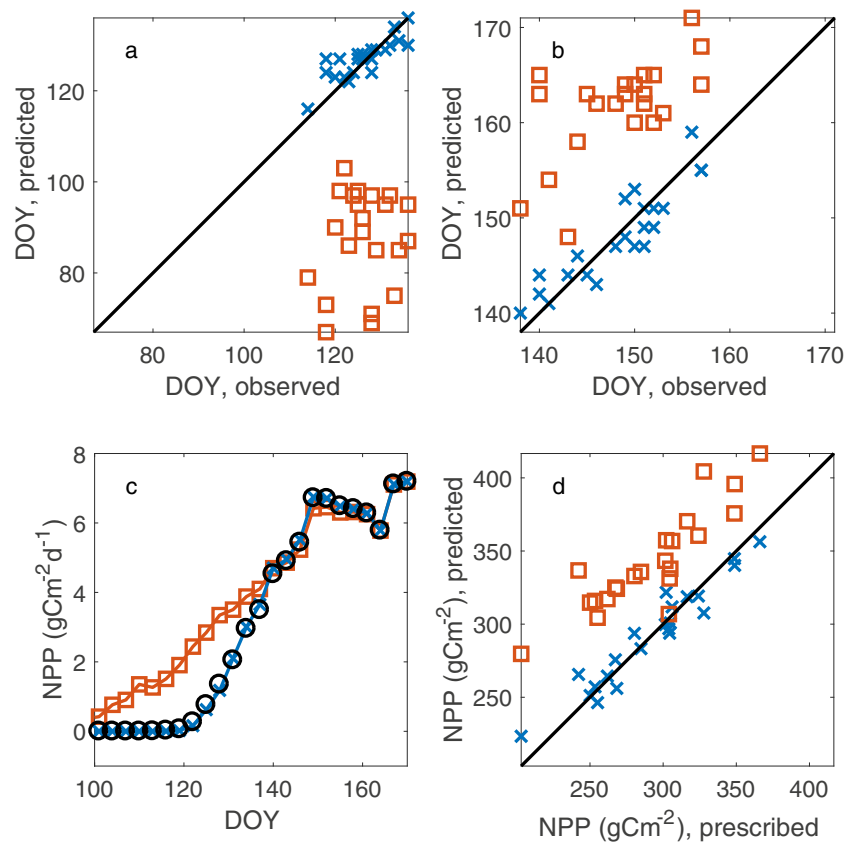 a
120
100
80
80
100
120
DOY, predicted
DOY, observed
b
170
160
150
140
140
150
160
170
DOY, predicted
DOY, observed
c
8
6
4
2
0
100
120
140
160
NPP (gCm⁻²d⁻¹)
DOY
d
400
350
300
250
250
300
350
400
NPP (gCm⁻²), predicted
NPP (gCm⁻²), prescribed